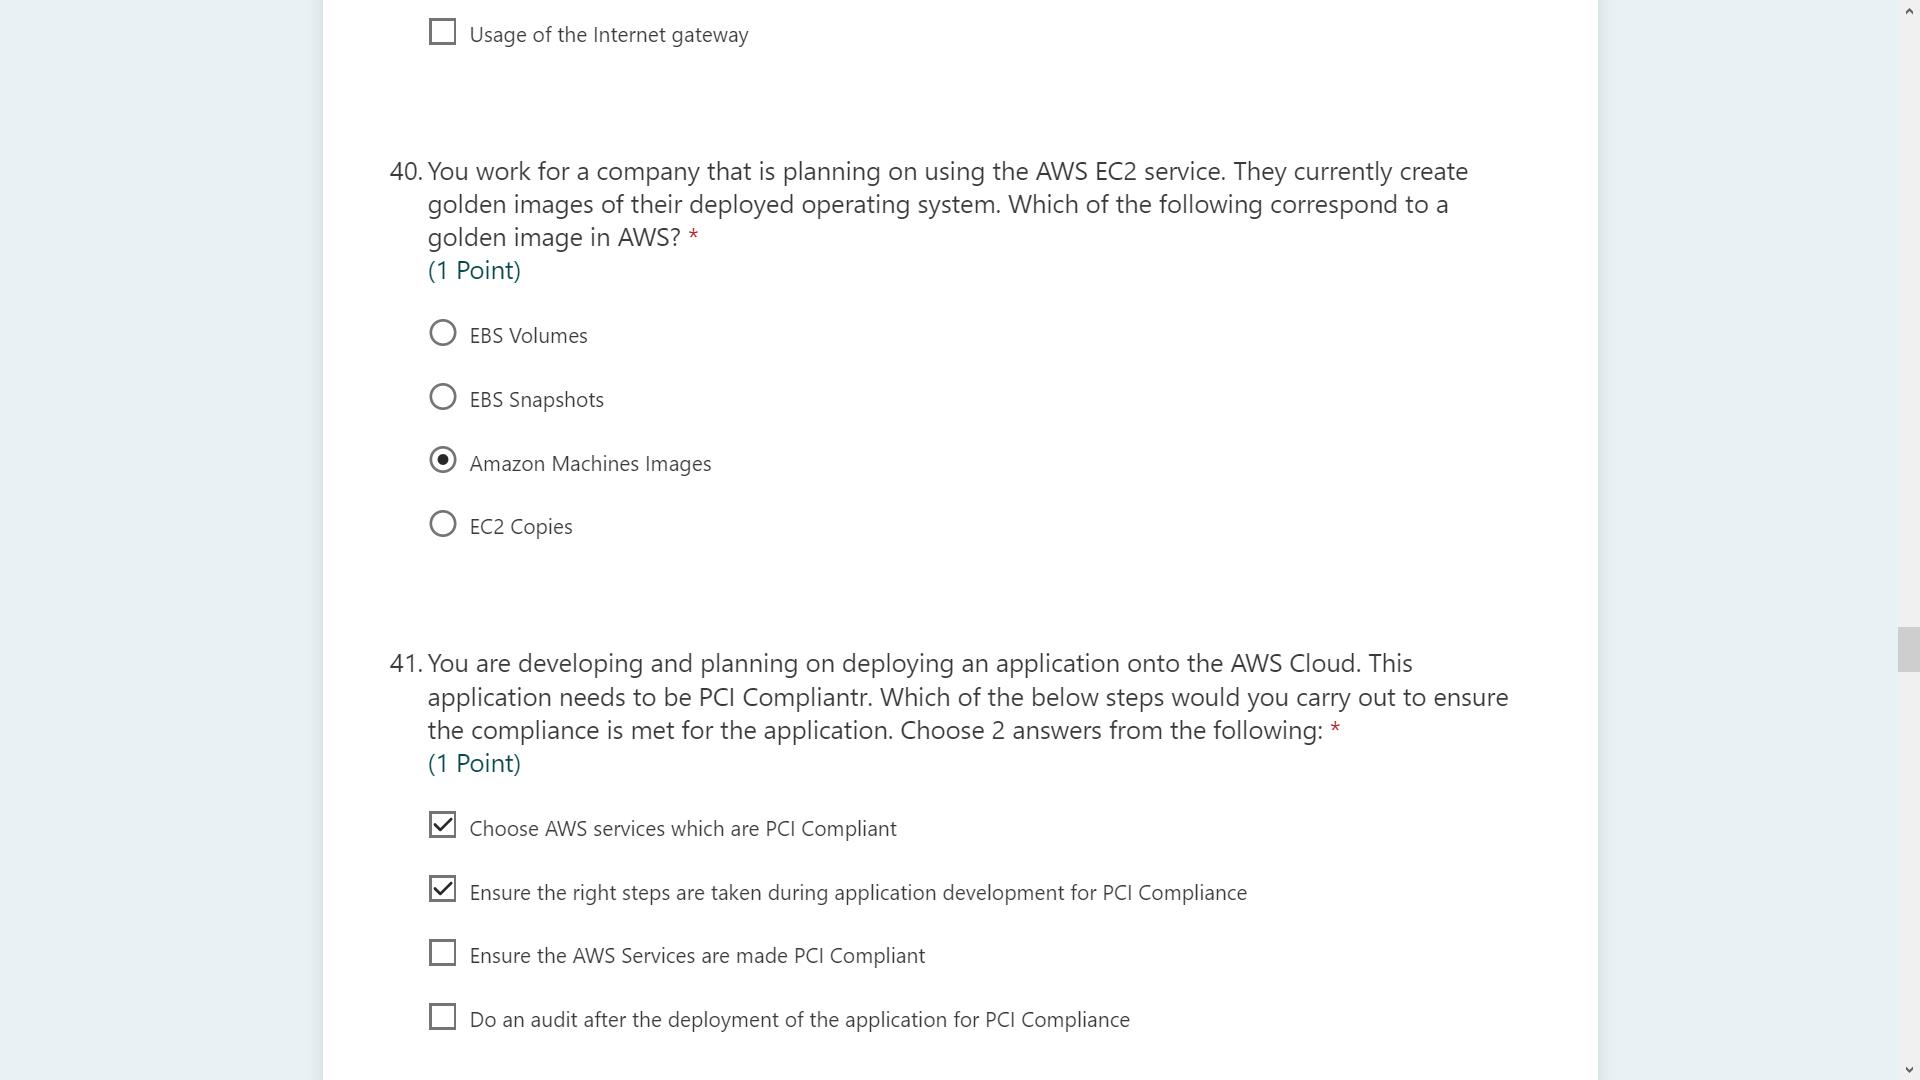 Usage of the Internet gateway
40. You work for a company that is planning on using the AWS EC2 service. They currently create
golden images of their deployed operating system. Which of the following correspond to a
golden image in AWS? *
(1 Point)
EBS Volumes
EBS Snapshots
Amazon Machines Images
EC2 Copies
41. You are developing and planning on deploying an application onto the AWS Cloud. This
application needs to be PCI Compliantr. Which of the below steps would you carry out to ensure
the compliance is met for the application. Choose 2 answers from the following: *
(1 Point)
Choose AWS services which are PCI Compliant
Ensure the right steps are taken during application development for PCI Compliance
Ensure the AWS Services are made PCI Compliant
Do an audit after the deployment of the application for PCI Compliance